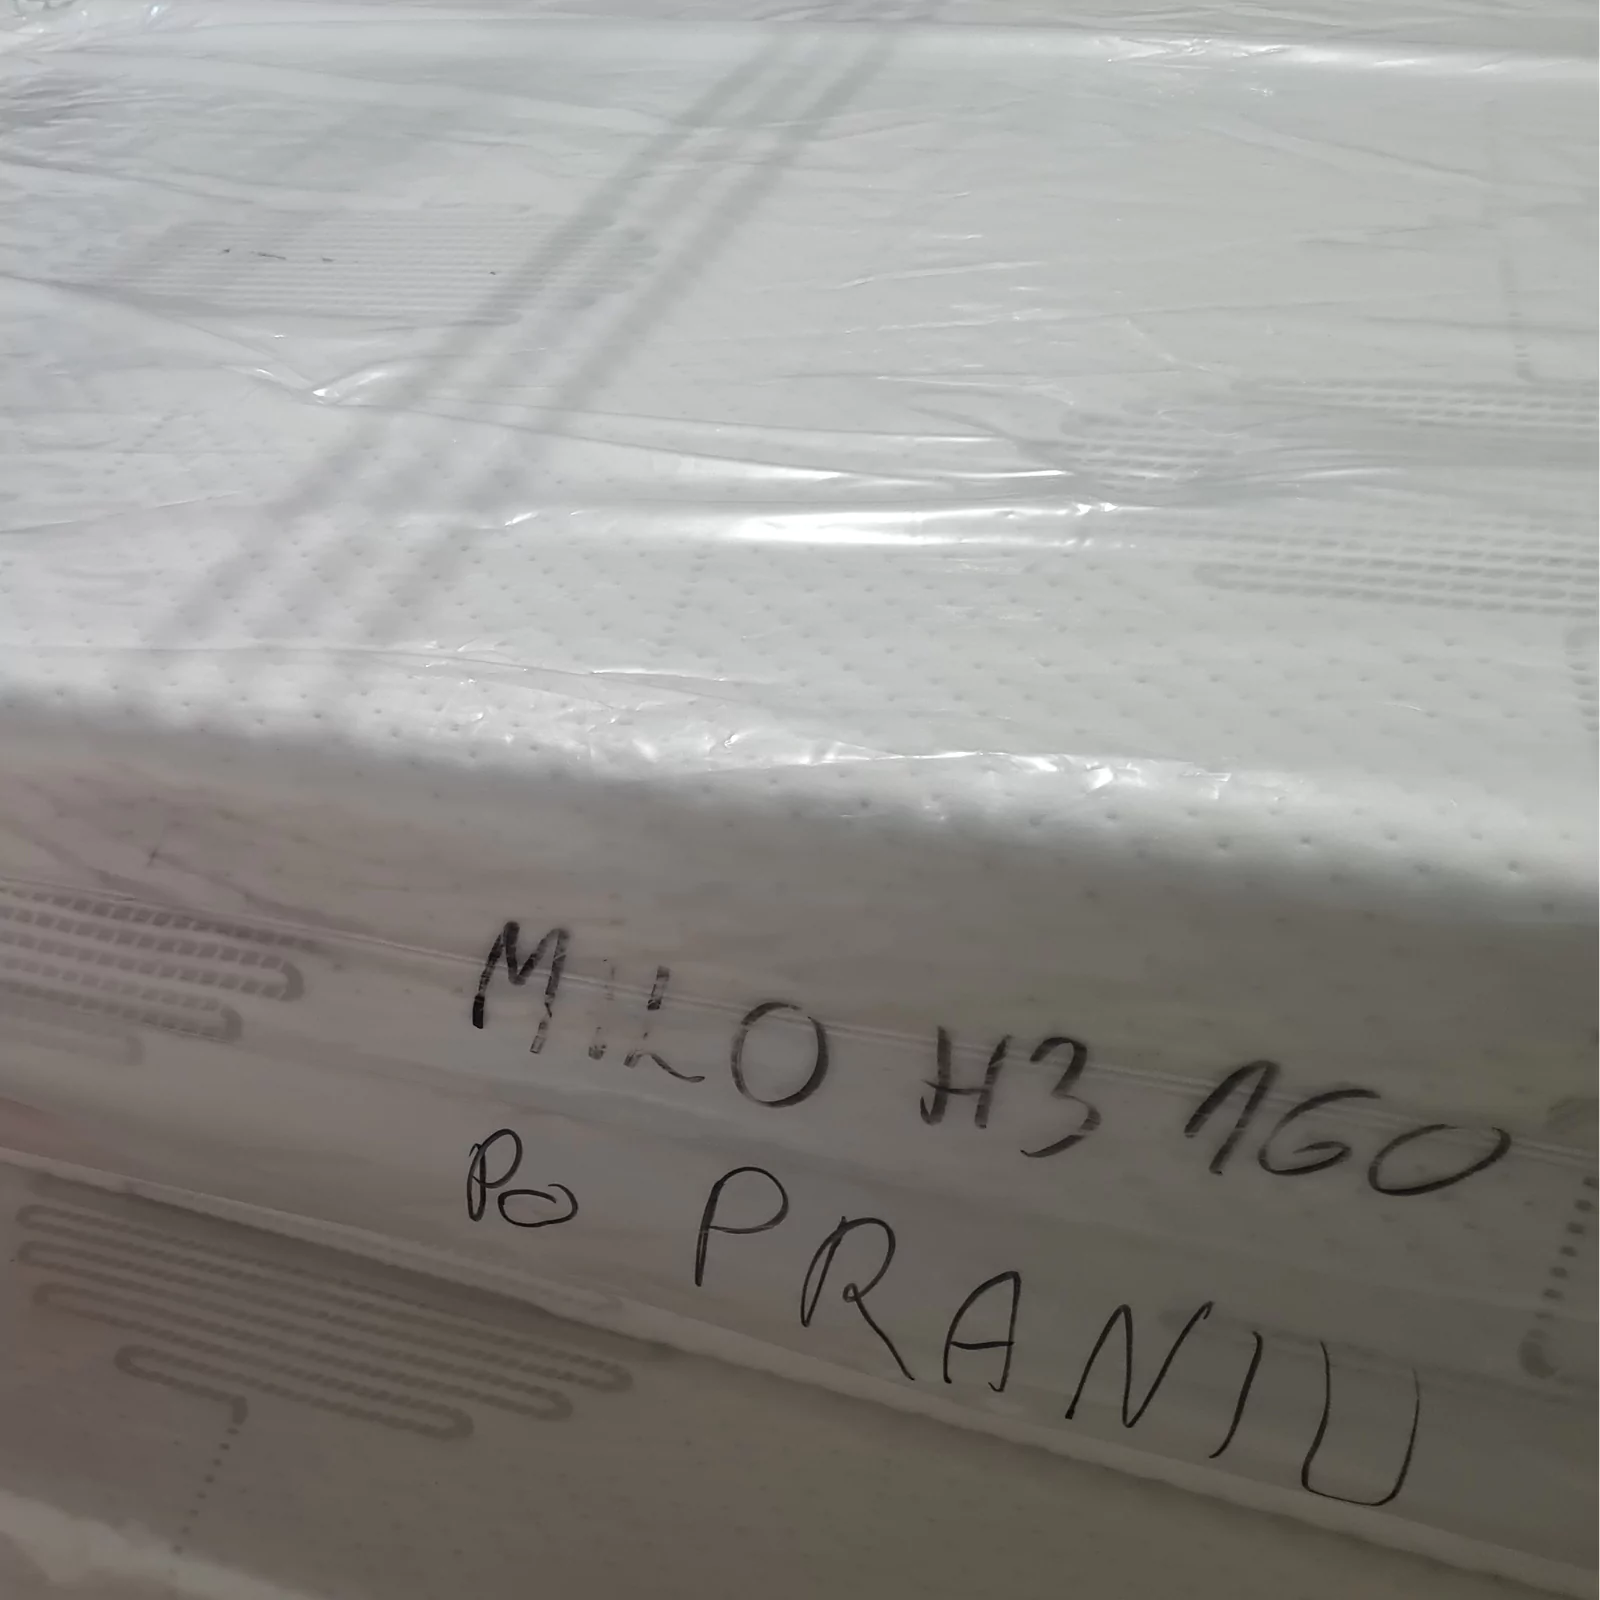 MILO H3 160
PO PRANIU